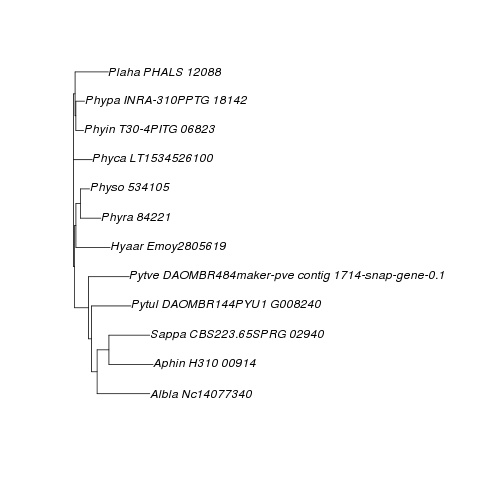 Plaha PHALS 12088
Phypa INRA-310PPTG 18142
Phyin T30-4PITG 06823
Phyca LT1534526100
Physo 534105
Phyra 84221
Hyaar Emoy2805619
Pytve DAOMBR484maker-pve contig 1714-snap-gene-0.1
Pytul DAOMBR144PYU1 G008240
Sappa CBS223.65SPRG 02940
Aphin H310 00914
Albla Nc14077340